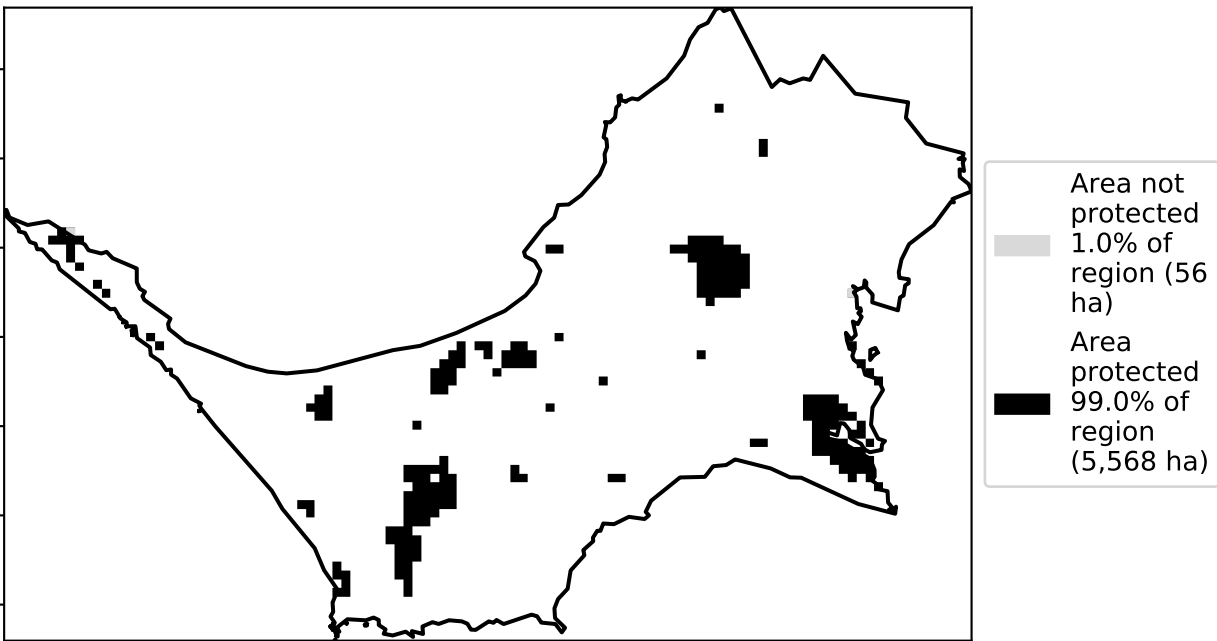 Area not
protected
1.0% of
region (56
ha)
Area
protected
99.0% of
region
(5,568 ha)